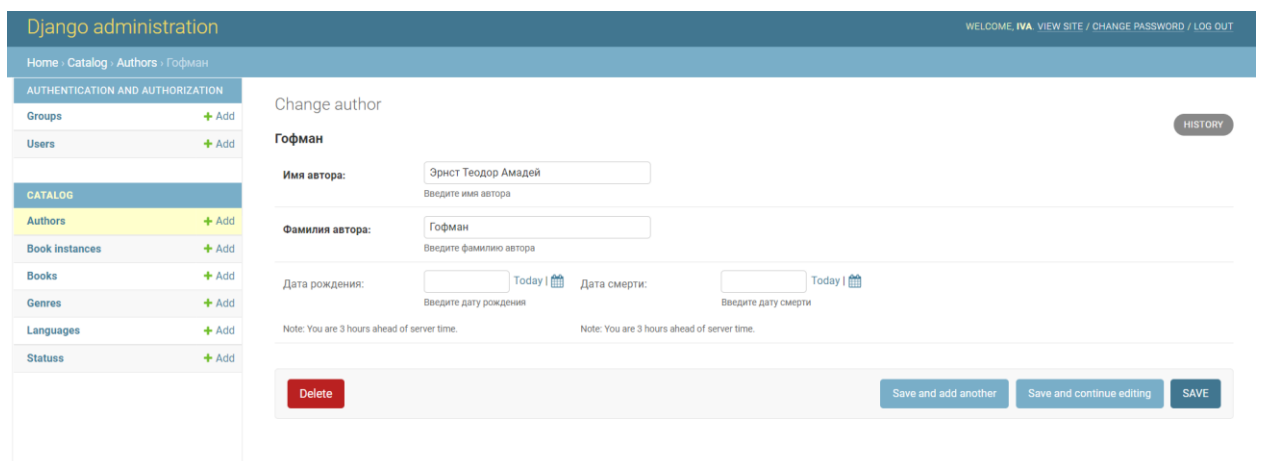 Django administration
WELCOME, IVA. VIEW SITE / CHANGE PASSWORD / LOG OUT
Home › Catalog › Authors › Гофман
AUTHENTICATION AND AUTHORIZATION
Groups + Add
Users + Add
CATALOG
Authors + Add
Book instances + Add
Books + Add
Genres + Add
Languages + Add
Statuss + Add
Change author
HISTORY
Гофман
Имя автора: Эрнст Теодор Амадей
Введите имя автора
Фамилия автора: Гофман
Введите фамилию автора
Дата рождения: Today | Дата смерти: Today |
Введите дату рождения Введите дату смерти
Note: You are 3 hours ahead of server time. Note: You are 3 hours ahead of server time.
Delete Save and add another Save and continue editing SAVE